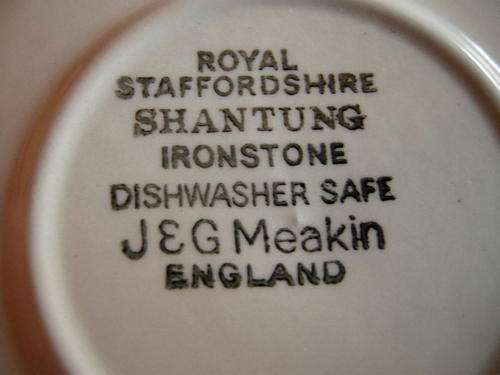 ROYAL
STAFFORDSHIRE
SHANTUNG
IRONSTONE
DISHWASHER SAFE
J&G Meakin
ENGLAND